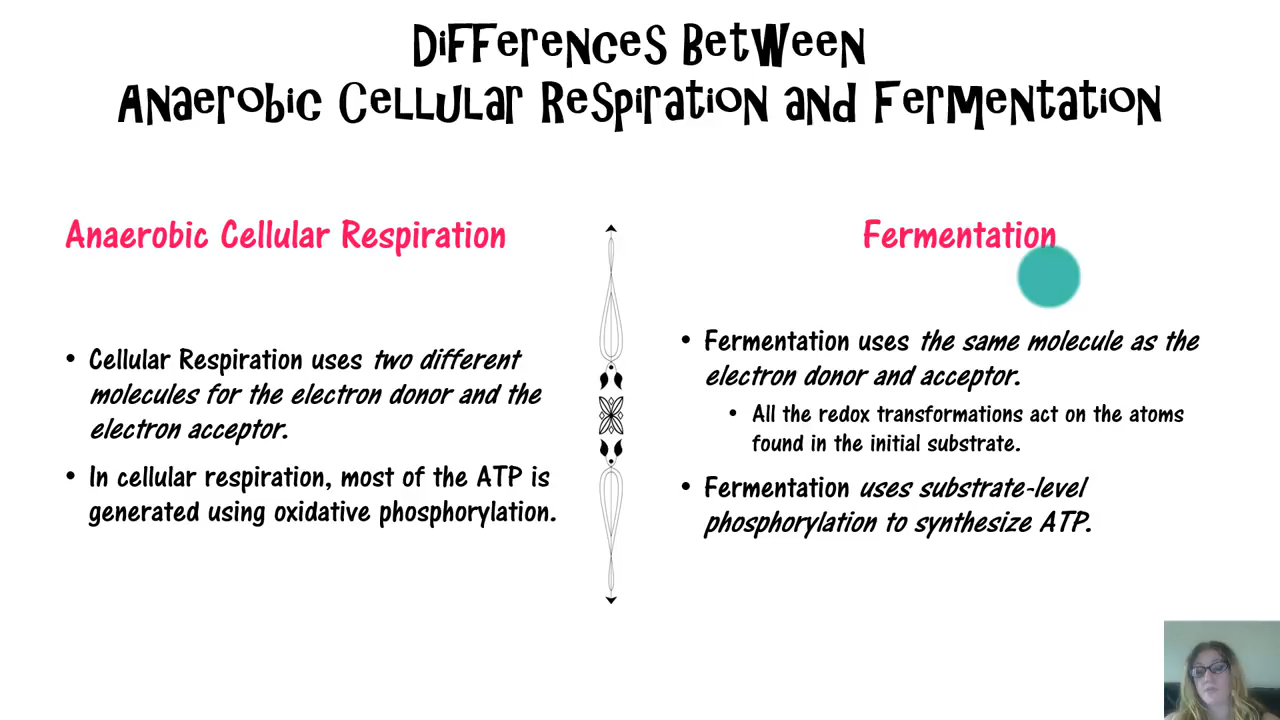 Differences Between
Anaerobic Cellular Respiration and Fermentation
Anaerobic Cellular Respiration
• Cellular Respiration uses two different
molecules for the electron donor and the
electron acceptor.
• In cellular respiration, most of the ATP is
generated using oxidative phosphorylation.
Fermentation
• Fermentation uses the same molecule as the
electron donor and acceptor.
• All the redox transformations act on the atoms
found in the initial substrate.
• Fermentation uses substrate-level
phosphorylation to synthesize ATP.